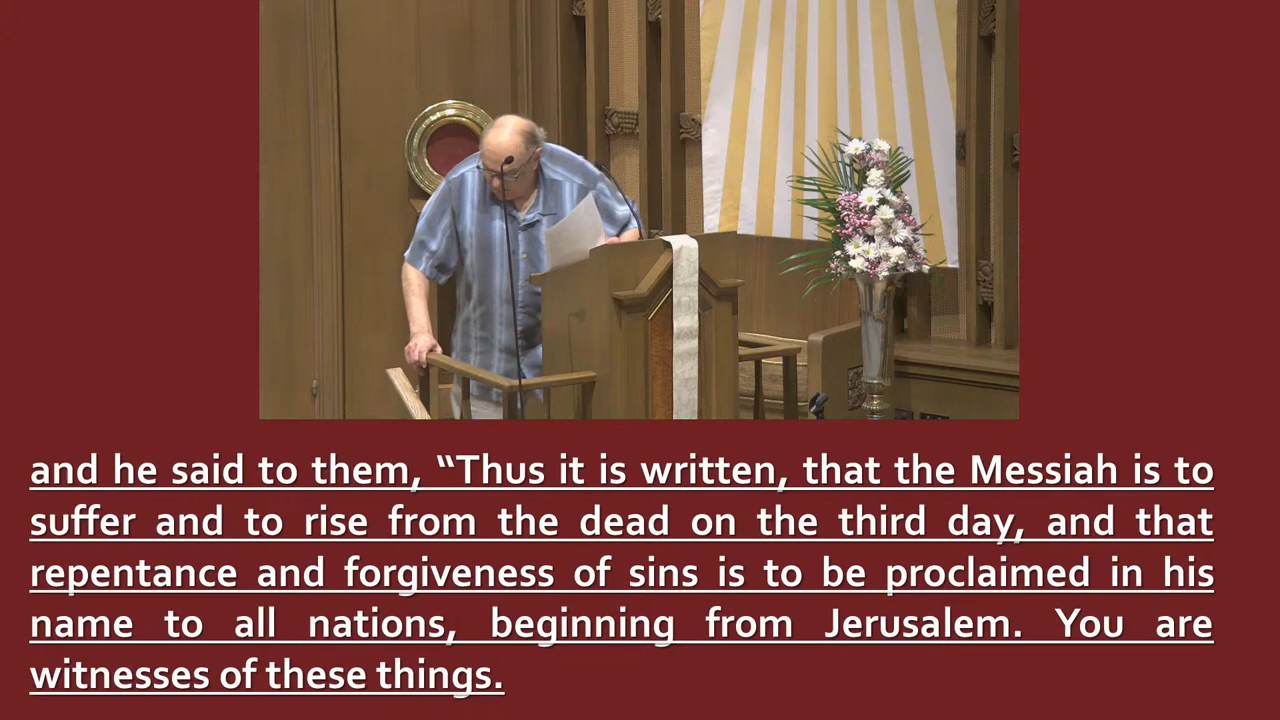 and he said to them, “Thus it is written, that the Messiah is to
suffer and to rise from the dead on the third day, and that
repentance and forgiveness of sins is to be proclaimed in his
name to all nations, beginning from Jerusalem. You are
witnesses of these things.